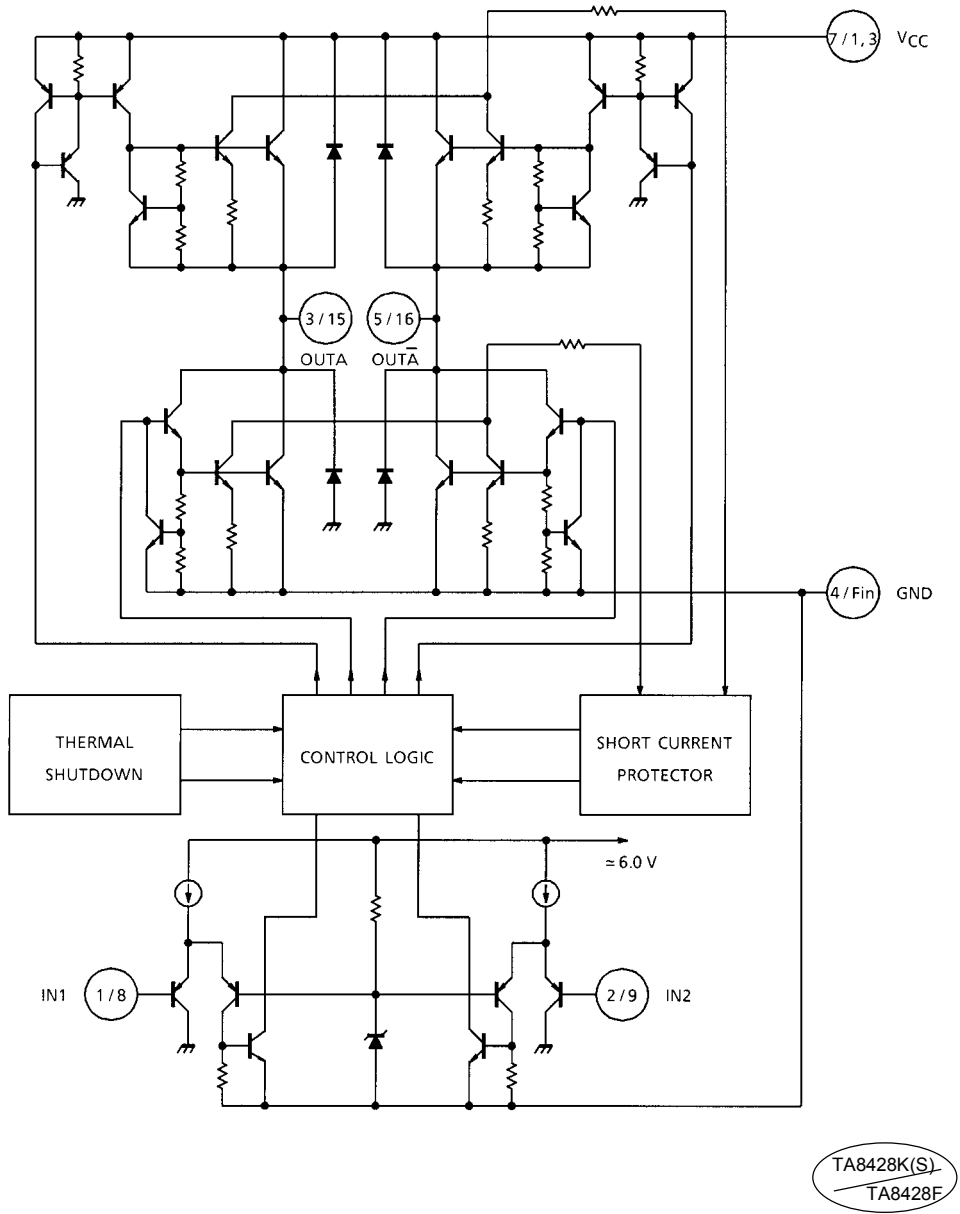 7 / 1, 3 VCC
3 / 15
5 / 16
OUTA
OUTA̅
4 / Fin GND
THERMAL
SHUTDOWN
CONTROL LOGIC
SHORT CURRENT
PROTECTOR
≃6.0 V
IN1 1 / 8
2 / 9 IN2
TA8428K(S)
TA8428F